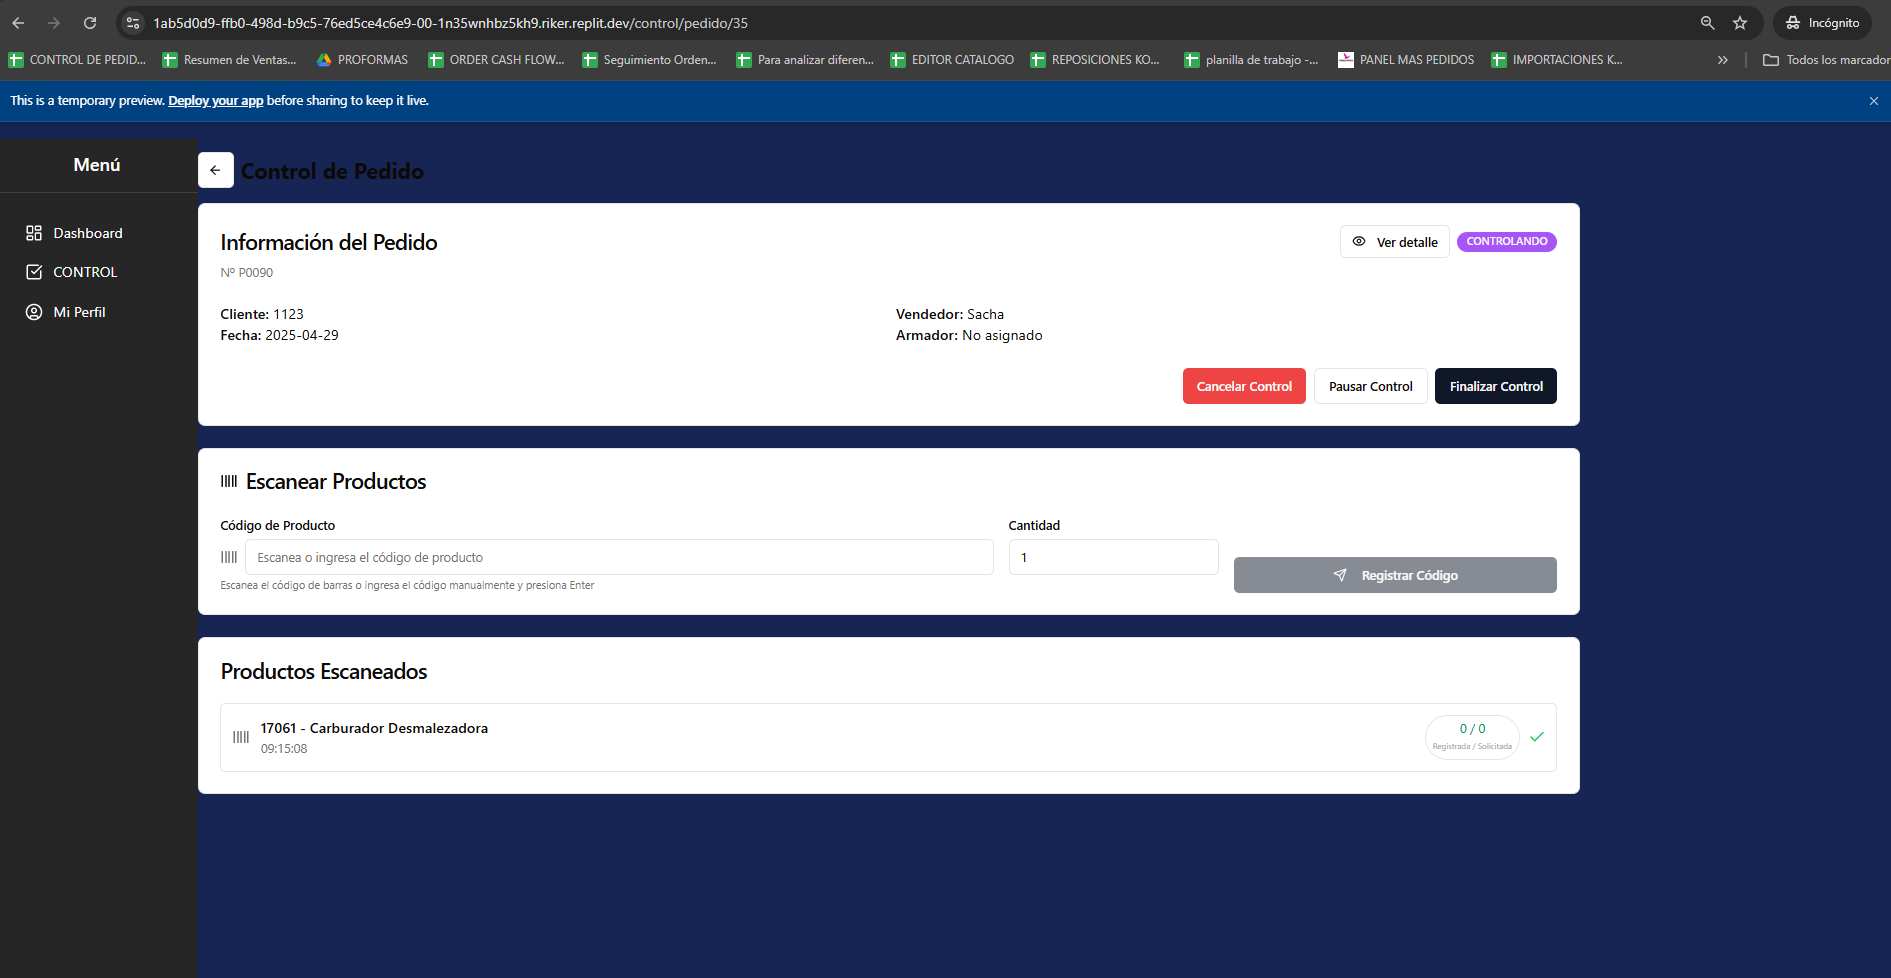 1ab5d0d9-ffb0-498d-b9c5-76ed5ce4c6e9-00-1n35wnhbz5kh9.riker.replit.dev/control/pedido/35
Incógnito
CONTROL DE PEDID...
Resumen de Ventas...
PROFORMAS
ORDER CASH FLOW...
Seguimiento Orden...
Para analizar diferen...
EDITOR CATALOGO
REPOSICIONES KO...
planilla de trabajo -...
PANEL MAS PEDIDOS
IMPORTACIONES K...
Todos los marcador
This is a temporary preview. Deploy your app before sharing to keep it live.
Menú
Dashboard
CONTROL
Mi Perfil
Control de Pedido
Información del Pedido
Ver detalle
CONTROLANDO
Nº P0090
Cliente: 1123
Vendedor: Sacha
Fecha: 2025-04-29
Armador: No asignado
Cancelar Control
Pausar Control
Finalizar Control
Escanear Productos
Código de Producto
Cantidad
Escanea o ingresa el código de producto
1
Registrar Código
Escanea el código de barras o ingresa el código manualmente y presiona Enter
Productos Escaneados
17061 - Carburador Desmalezadora
09:15:08
0 / 0
Registrada / Solicitada